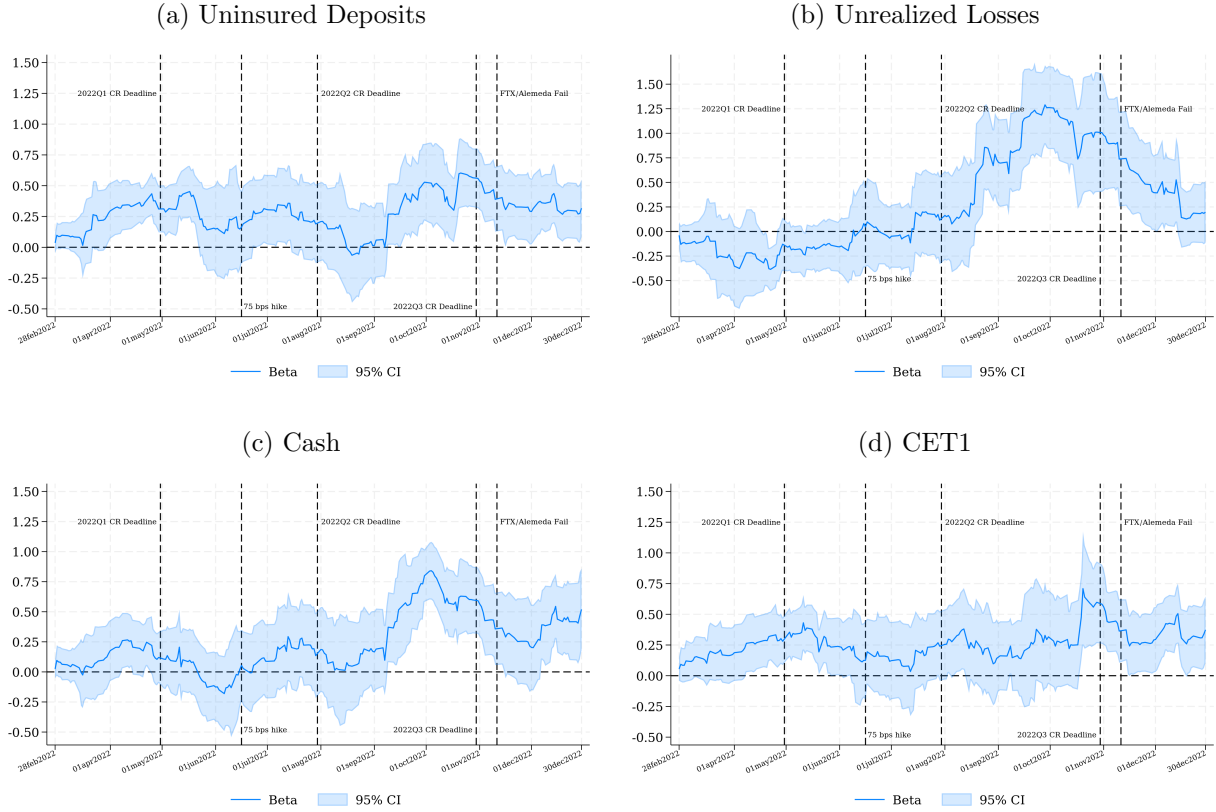 (a) Uninsured Deposits
1.50
1.25
1.00
0.75
0.50
0.25
0.00
-0.25
-0.50
2022Q1 CR Deadline
2022Q2 CR Deadline
FTX/Alemeda Fail
75 bps hike
2022Q3 CR Deadline
28feb2022
01apr2022
01may2022
01jun2022
01jul2022
01aug2022
01sep2022
01oct2022
01nov2022
01dec2022
30dec2022
Beta
95% CI
(b) Unrealized Losses
1.50
1.25
1.00
0.75
0.50
0.25
0.00
-0.25
-0.50
2022Q1 CR Deadline
2022Q2 CR Deadline
FTX/Alemeda Fail
75 bps hike
2022Q3 CR Deadline
28feb2022
01apr2022
01may2022
01jun2022
01jul2022
01aug2022
01sep2022
01oct2022
01nov2022
01dec2022
30dec2022
Beta
95% CI
(c) Cash
1.50
1.25
1.00
0.75
0.50
0.25
0.00
-0.25
-0.50
2022Q1 CR Deadline
2022Q2 CR Deadline
FTX/Alemeda Fail
75 bps hike
2022Q3 CR Deadline
28feb2022
01apr2022
01may2022
01jun2022
01jul2022
01aug2022
01sep2022
01oct2022
01nov2022
01dec2022
30dec2022
Beta
95% CI
(d) CET1
1.50
1.25
1.00
0.75
0.50
0.25
0.00
-0.25
-0.50
2022Q1 CR Deadline
2022Q2 CR Deadline
FTX/Alemeda Fail
75 bps hike
2022Q3 CR Deadline
28feb2022
01apr2022
01may2022
01jun2022
01jul2022
01aug2022
01sep2022
01oct2022
01nov2022
01dec2022
30dec2022
Beta
95% CI